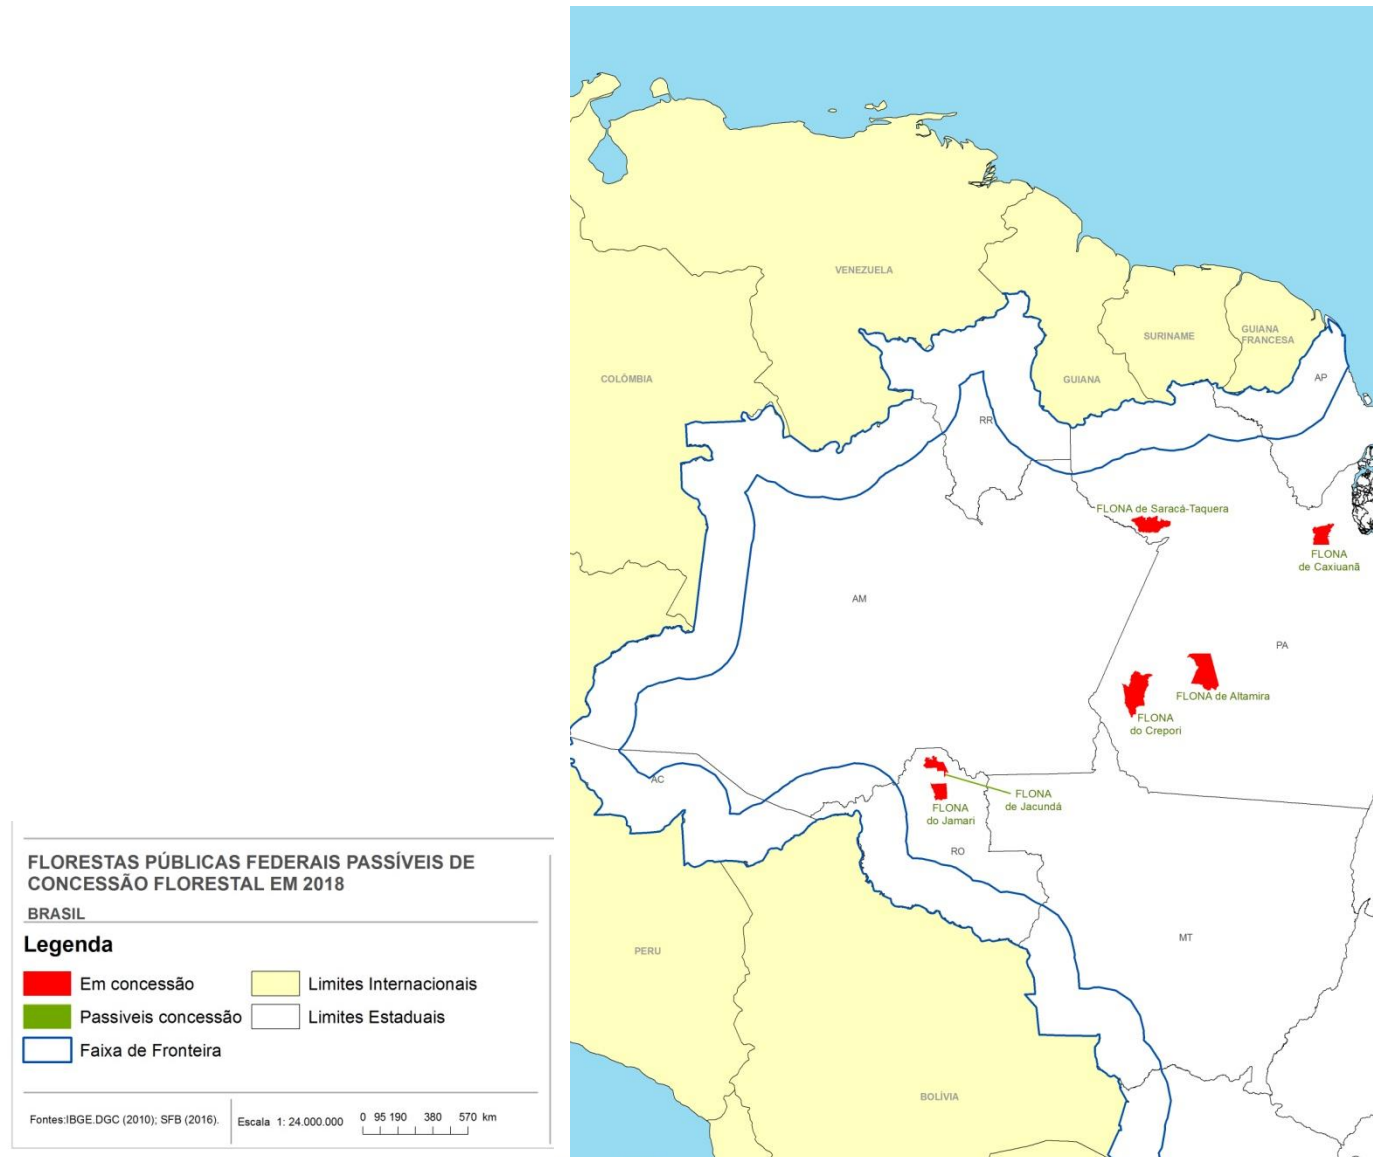 FLORESTAS PÚBLICAS FEDERAIS PASSÍVEIS DE
CONCESSÃO FLORESTAL EM 2018
BRASIL
Legenda
Em concessão
Limites Internacionais
Passiveis concessão
Limites Estaduais
Faixa de Fronteira
Fontes:IBGE.DGC (2010); SFB (2016).
Escala 1: 24.000.000
0 95 190 380 570 km
VENEZUELA
COLÔMBIA
GUIANA
SURINAME
GUIANA
FRANCESA
AP
RR
FLONA de Saracá-Taquera
FLONA
de Caxiuanã
AM
PA
FLONA de Altamira
FLONA
do Crepori
AC
FLONA
de Jacundá
FLONA
do Jamari
RO
MT
PERU
BOLÍVIA